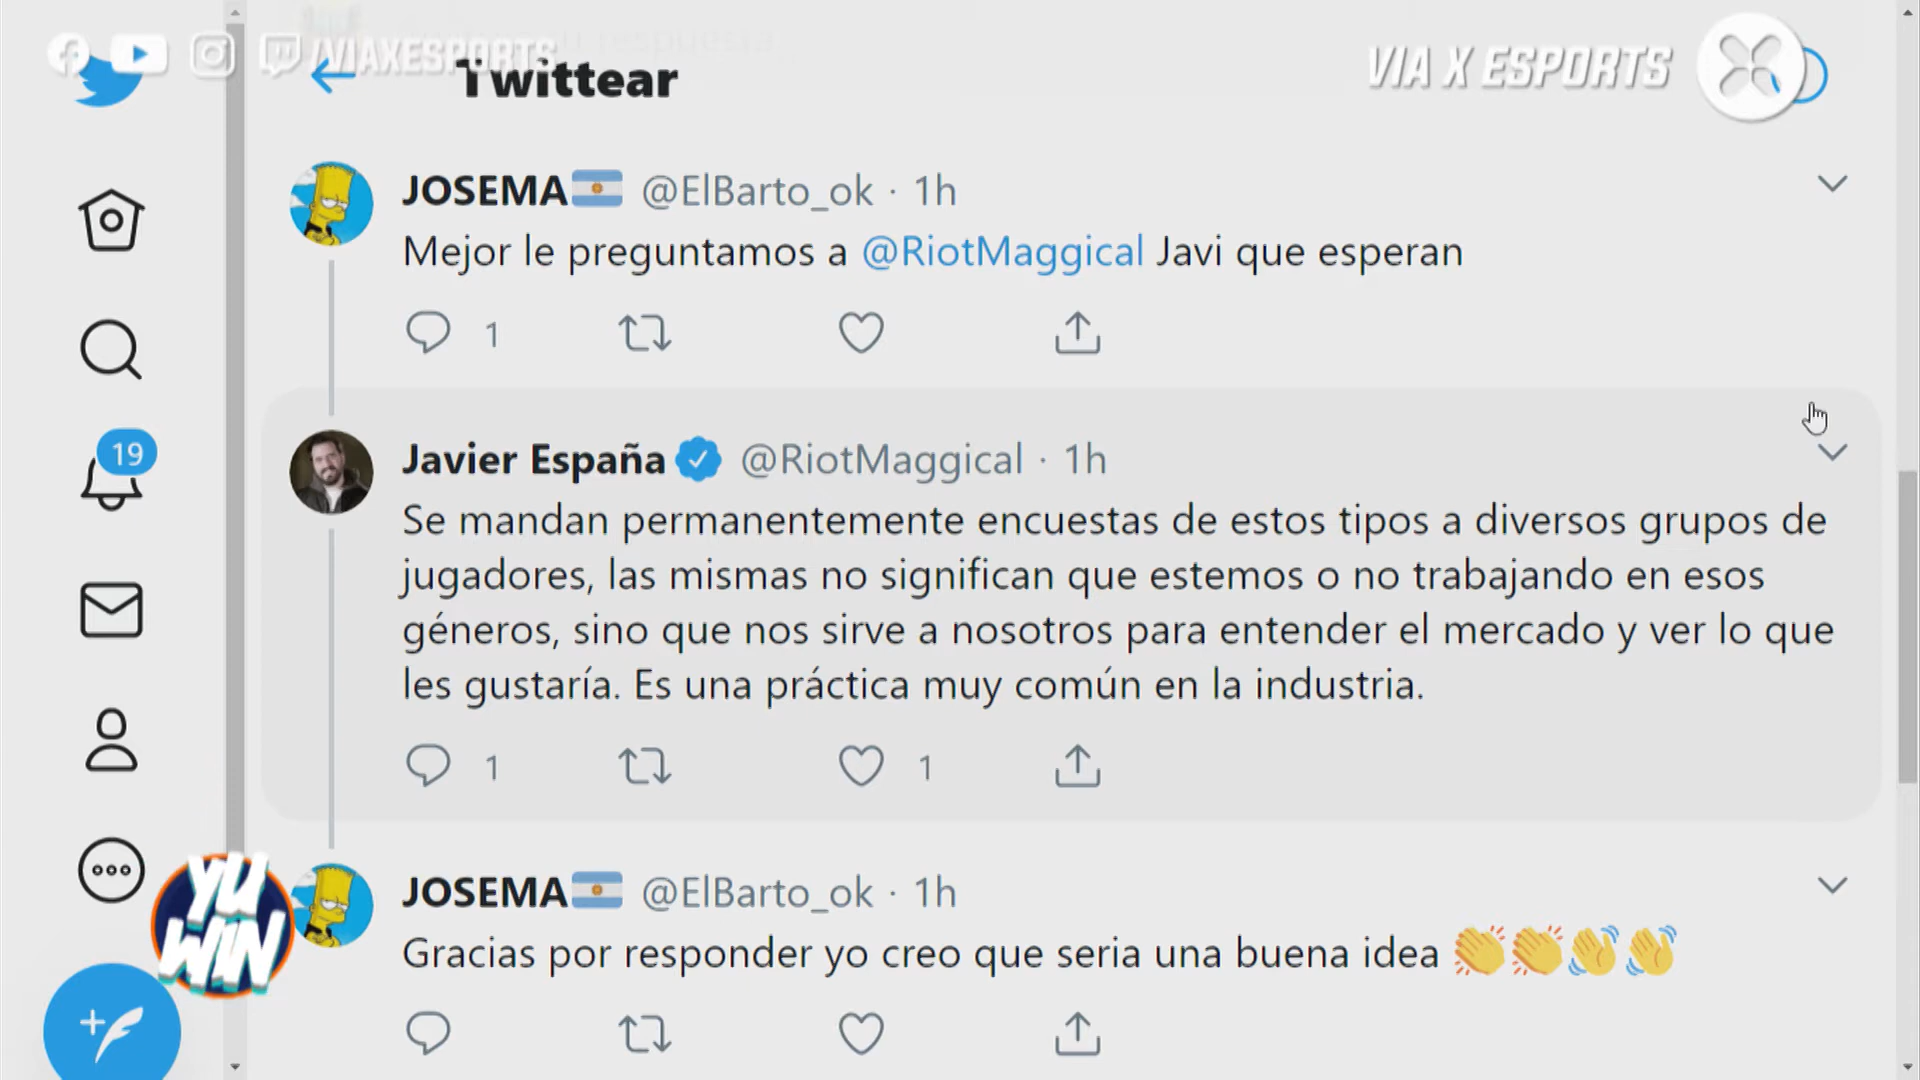 /VIAXESPORTS
VIA X ESPORTS
Twittear
JOSEMA @ElBarto_ok · 1h
Mejor le preguntamos a @RiotMaggical Javi que esperan
1
19
Javier España @RiotMaggical · 1h
Se mandan permanentemente encuestas de estos tipos a diversos grupos de
jugadores, las mismas no significan que estemos o no trabajando en esos
géneros, sino que nos sirve a nosotros para entender el mercado y ver lo que
les gustaría. Es una práctica muy común en la industria.
1 1
YU
WIN
JOSEMA @ElBarto_ok · 1h
Gracias por responder yo creo que seria una buena idea 👏👏👋👋